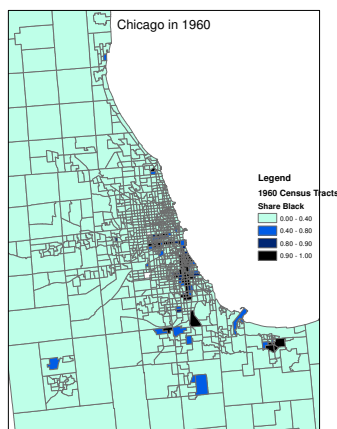 Chicago in 1960
Legend
1960 Census Tracts
Share Black
0.00 - 0.40
0.40 - 0.80
0.80 - 0.90
0.90 - 1.00